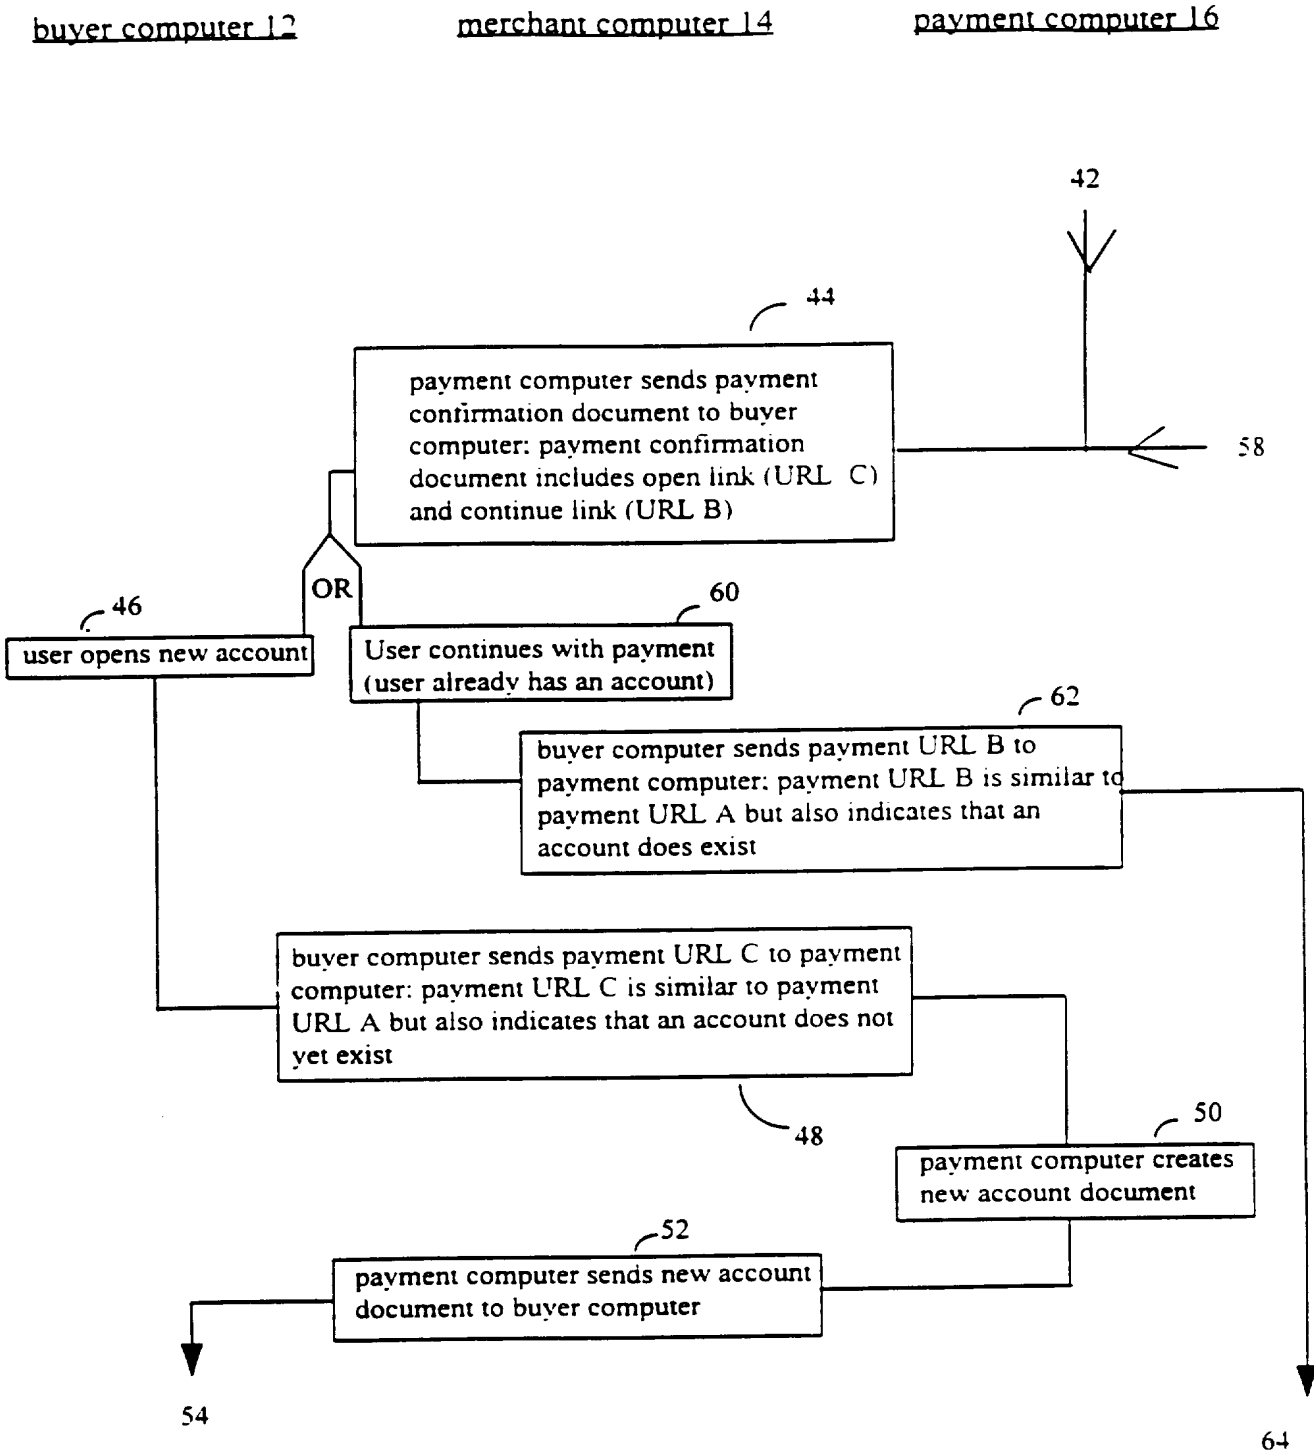 buyer computer 12
merchant computer 14
payment computer 16
42
44
payment computer sends payment
confirmation document to buyer
computer: payment confirmation
document includes open link (URL C)
and continue link (URL B)
58
OR
46
user opens new account
60
User continues with payment
(user already has an account)
62
buyer computer sends payment URL B to
payment computer: payment URL B is similar to
payment URL A but also indicates that an
account does exist
buyer computer sends payment URL C to payment
computer: payment URL C is similar to payment
URL A but also indicates that an account does not
yet exist
48
50
payment computer creates
new account document
52
payment computer sends new account
document to buyer computer
54
64